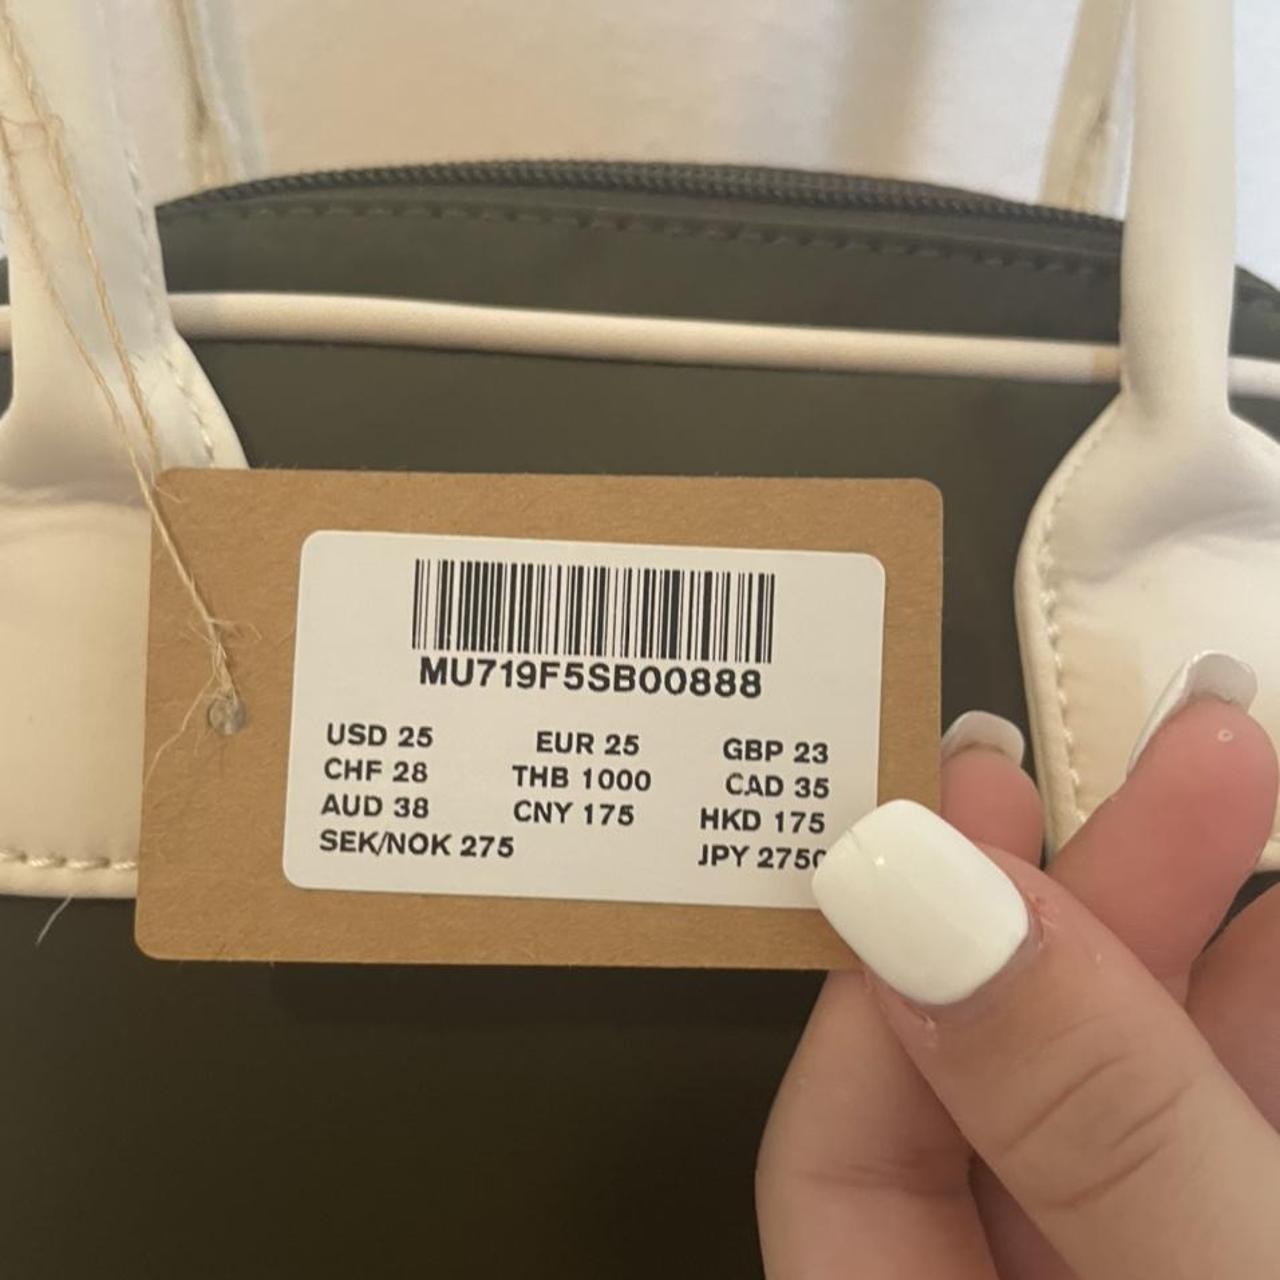 MU719F5SB00888
USD 25 EUR 25 GBP 23
CHF 28 THB 1000 CAD 35
AUD 38 CNY 175 HKD 175
SEK/NOK 275 JPY